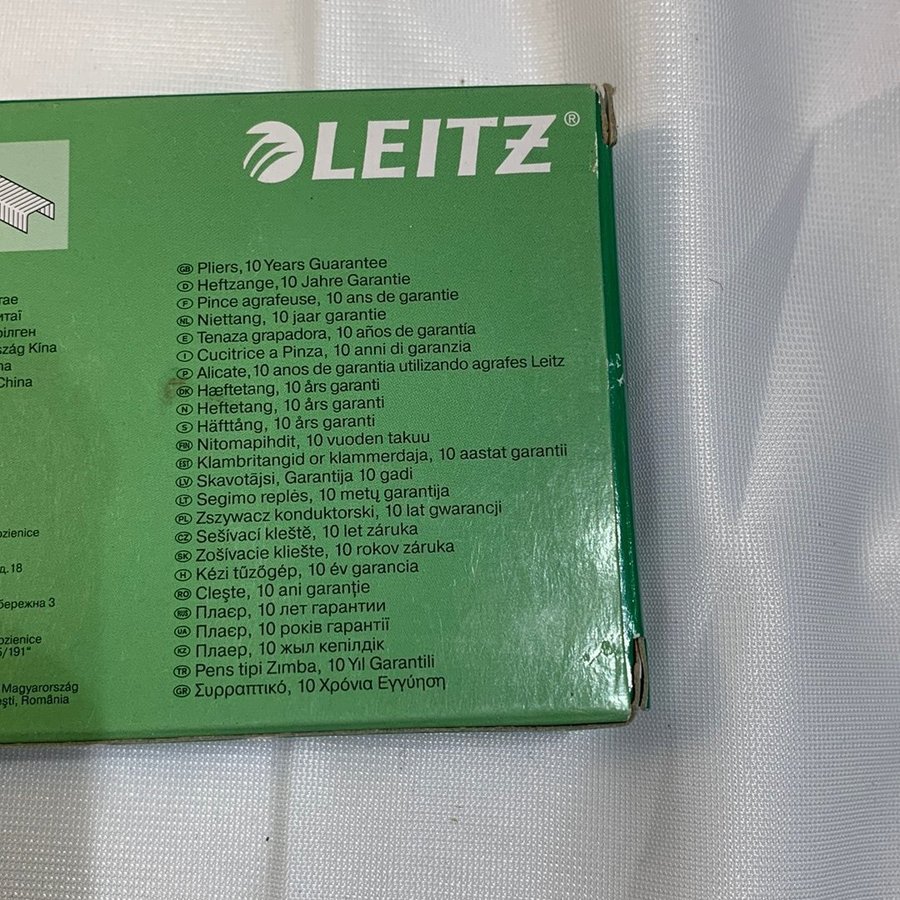 LEITZ®
GB Pliers, 10 Years Guarantee
D Heftzange, 10 Jahre Garantie
F Pince agrafeuse, 10 ans de garantie
NL Niettang, 10 jaar garantie
E Tenaza grapadora, 10 años de garantía
I Cucitrice a Pinza, 10 anni di garanzia
P Alicate, 10 anos de garantia utilizando agrafes Leitz
DK Hæftetang, 10 års garanti
N Heftetang, 10 års garanti
S Häfttång, 10 års garanti
FIN Nitomapihdit, 10 vuoden takuu
EST Klambritangid or klammerdaja, 10 aastat garantii
LV Skavotājsi, Garantija 10 gadi
LT Segimo replės, 10 metų garantija
PL Zszywacz konduktorski, 10 lat gwarancji
CZ Sešívací kleště, 10 let záruka
SK Zošívacie kliešte, 10 rokov záruka
H Kézi tűzőgép, 10 év garancia
RO Cleşte, 10 ani garanţie
RUS Плаєр, 10 лет гарантии
UA Плаєр, 10 років гарантії
KZ Плаер, 10 жыл кепілдік
TR Pens tipi Zımba, 10 Yıl Garantili
GR Συρραπτικό, 10 Χρόνια Εγγύηση
rae
итаї
рілген
szág Kína
na
China
ozienice
д. 18
бережна 3
ozienice
5/191"
Magyarország
ști, România